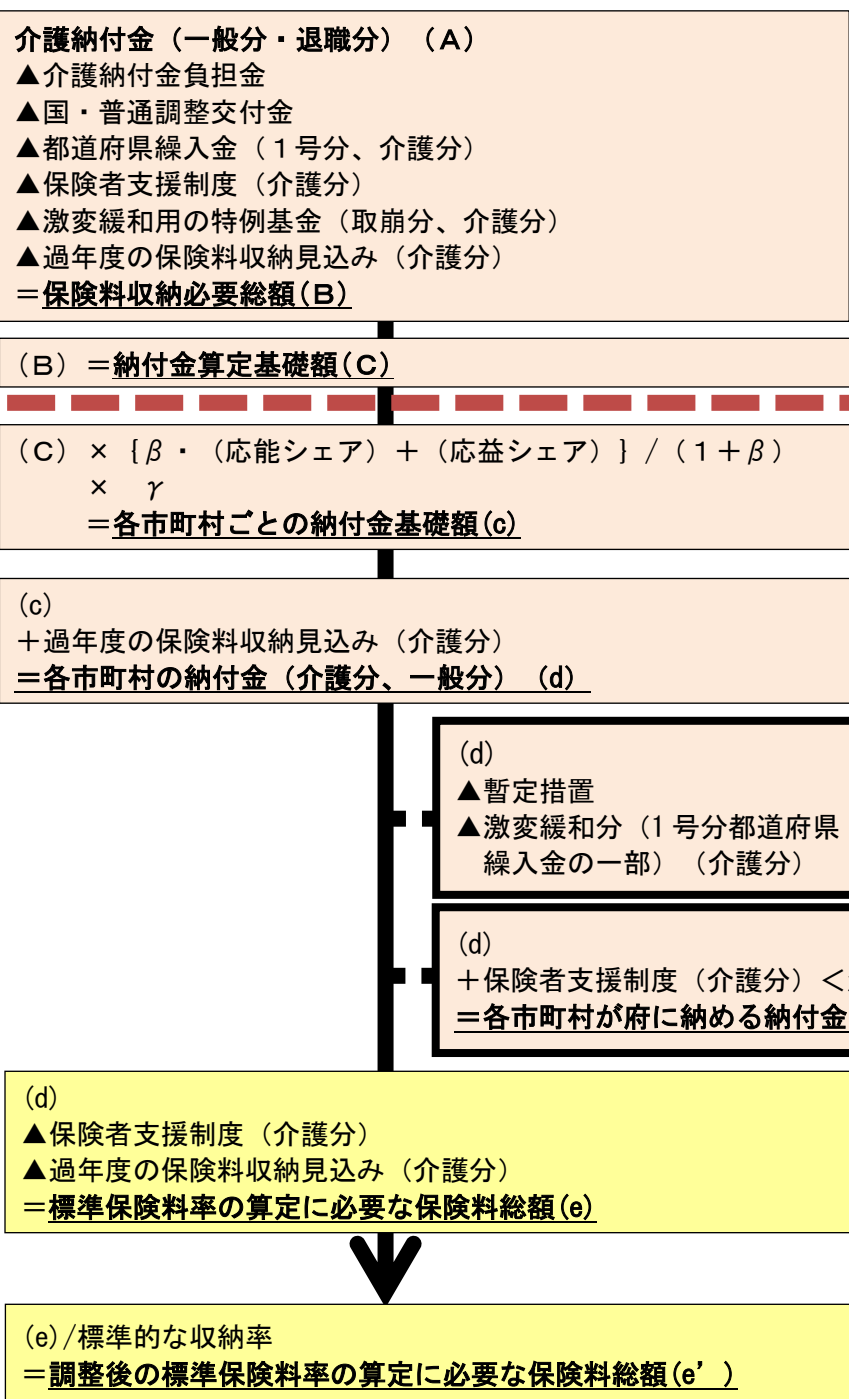 介護納付金（一般分・退職分）（Ａ）
▲介護納付金負担金
▲国・普通調整交付金
▲都道府県繰入金（１号分、介護分）
▲保険者支援制度（介護分）
▲激変緩和用の特例基金（取崩分、介護分）
▲過年度の保険料収納見込み（介護分）
＝保険料収納必要総額(Ｂ)
（Ｂ）＝納付金算定基礎額(Ｃ)
（Ｃ）×｛β・（応能シェア）＋（応益シェア）｝/（１＋β）
× γ
＝各市町村ごとの納付金基礎額(c)
(c)
＋過年度の保険料収納見込み（介護分）
＝各市町村の納付金（介護分、一般分）(d)
(d)
▲暫定措置
▲激変緩和分（1号分都道府県
繰入金の一部）（介護分）
(d)
＋保険者支援制度（介護分）＜
＝各市町村が府に納める納付金
(d)
▲保険者支援制度（介護分）
▲過年度の保険料収納見込み（介護分）
＝標準保険料率の算定に必要な保険料総額(e)
(e)/標準的な収納率
＝調整後の標準保険料率の算定に必要な保険料総額(e’)